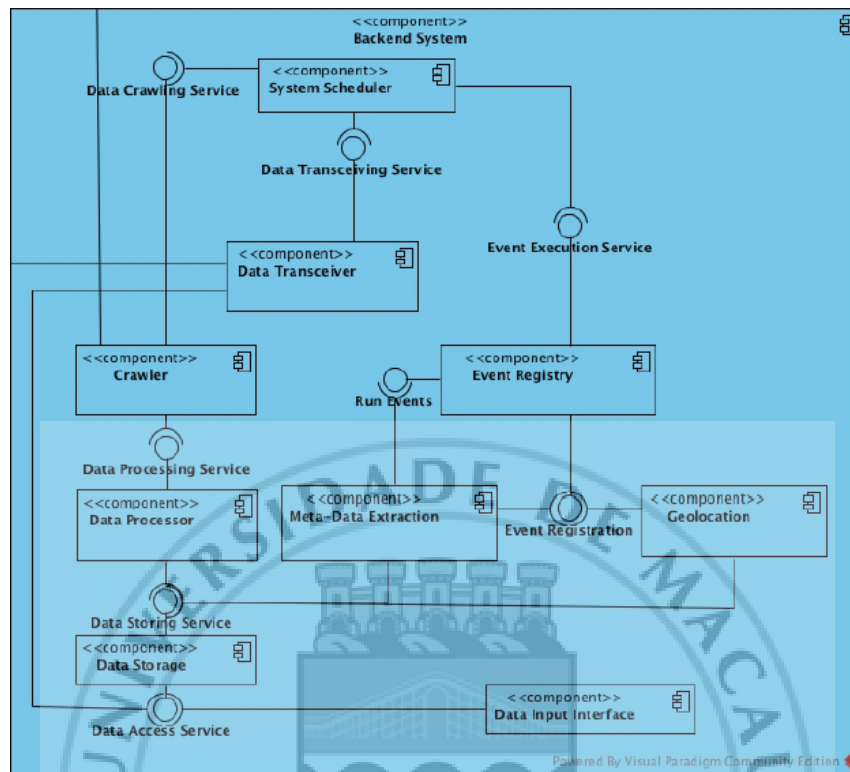 <<component>>
Backend System
<<component>>
System Scheduler
Data Crawling Service
Data Transceiving Service
Event Execution Service
<<component>>
Data Transceiver
<<component>>
Crawler
<<component>>
Event Registry
Run Events
Data Processing Service
<<component>>
Data Processor
<<component>>
Meta-Data Extraction
Event Registration
<<component>>
Geolocation
Data Storing Service
<<component>>
Data Storage
<<component>>
Data Input Interface
Data Access Service
UNIVERSIDADE DE MACAU
Powered By Visual Paradigm Community Edition